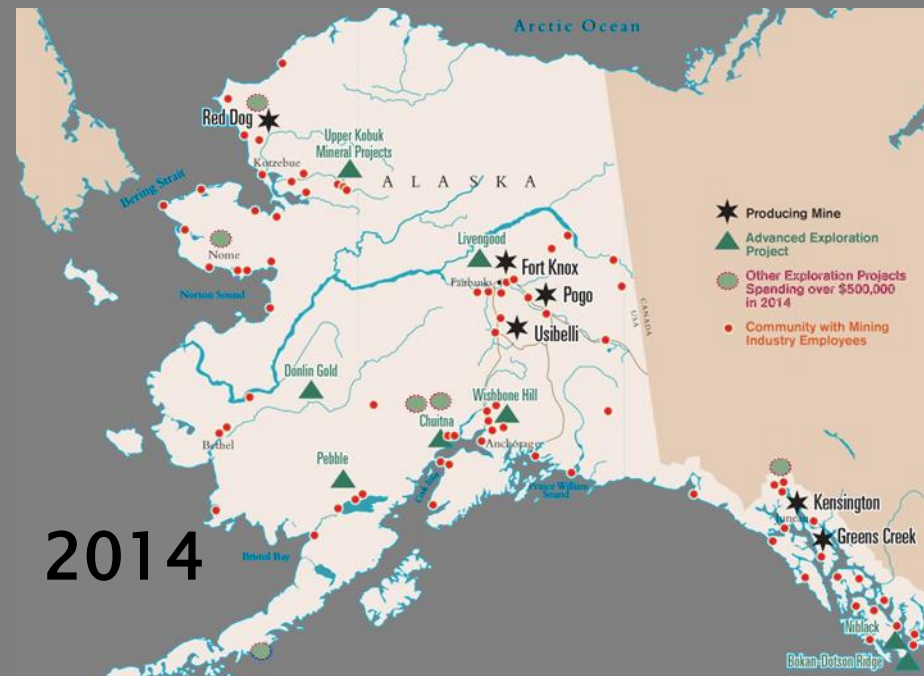 Arctic Ocean
Red Dog
Upper Kobuk
Mineral Projects
Kotzebue
ALASKA
Bering Strait
Producing Mine
Advanced Exploration
Project
Livengood
Nome
Fort Knox
Other Exploration Projects
Spending over $500,000
in 2014
Fairbanks
Norton Sound
Pogo
CANADA
USA
Usibelli
Community with Mining
Industry Employees
Donlin Gold
Wishbone Hill
Chuitna
Bethel
Anchorage
Pebble
Cook Inlet
Prince William
Sound
Kensington
Juneau
Greens Creek
2014
Bristol Bay
Niblack
Bokan-Dotson Ridge